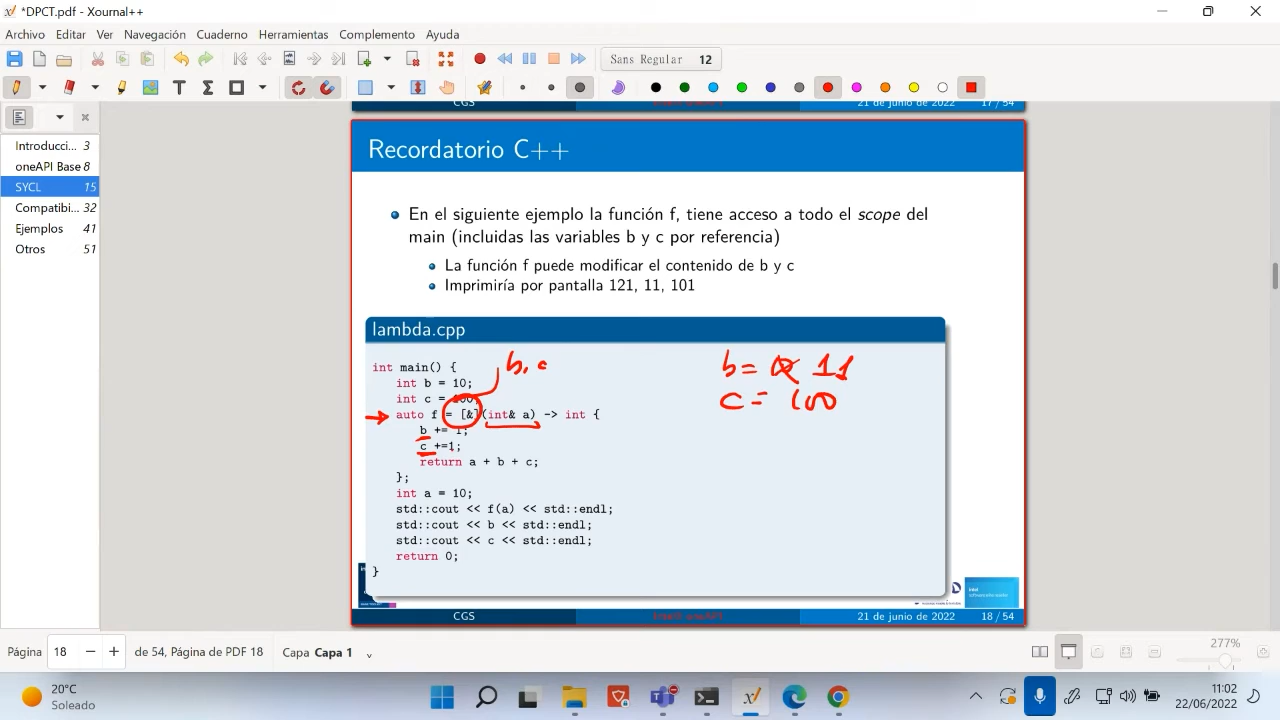 *DPCT.pdf - Xournal++
Archivo Editar Ver Navegación Cuaderno Herramientas Complemento Ayuda
Sans Regular 12
CGS 21 de junio de 2022 17 / 54
Introducci... 3
oneAPI Base 8
SYCL 15
Compatibi... 32
Ejemplos 41
Otros 51
Recordatorio C++
En el siguiente ejemplo la función f, tiene acceso a todo el scope del
main (incluidas las variables b y c por referencia)
La función f puede modificar el contenido de b y c
Imprimiría por pantalla 121, 11, 101
lambda.cpp
int main() {
int b = 10;
int c = 100;
auto f = [&](int& a) -> int {
b += 1;
c +=1;
return a + b + c;
};
int a = 10;
std::cout << f(a) << std::endl;
std::cout << b << std::endl;
std::cout << c << std::endl;
return 0;
}
b, c
b = 11
c = 100
CGS 21 de junio de 2022 18 / 54
Página 18 de 54, Página de PDF 18 Capa Capa 1
277%
20°C
Soleado
11:02
22/06/2022